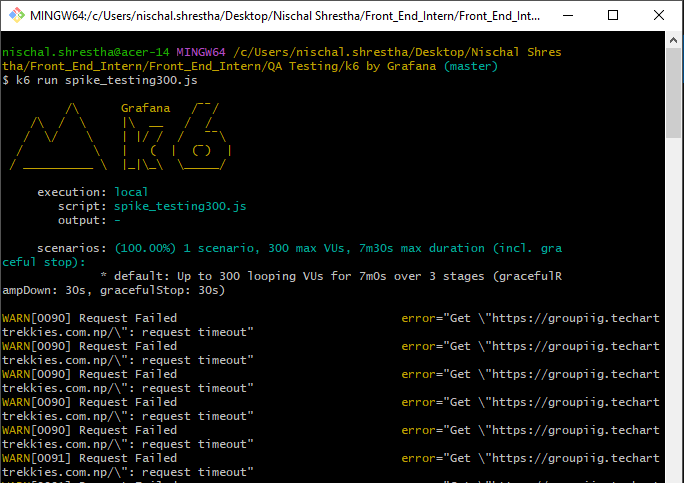 MINGW64:/c/Users/nischal.shrestha/Desktop/Nischal Shrestha/Front_End_Intern/Front_End_Int...
nischal.shrestha@acer-14 MINGW64 /c/Users/nischal.shrestha/Desktop/Nischal Shres
tha/Front_End_Intern/Front_End_Intern/QA Testing/k6 by Grafana (master)
$ k6 run spike_testing300.js
Grafana
k6
execution: local
script: spike_testing300.js
output: -
scenarios: (100.00%) 1 scenario, 300 max VUs, 7m30s max duration (incl. gra
ceful stop):
* default: Up to 300 looping VUs for 7m0s over 3 stages (gracefulR
ampDown: 30s, gracefulStop: 30s)
WARN[0090] Request Failed error="Get \"https://groupiig.techart
trekkies.com.np/\": request timeout"
WARN[0090] Request Failed error="Get \"https://groupiig.techart
trekkies.com.np/\": request timeout"
WARN[0090] Request Failed error="Get \"https://groupiig.techart
trekkies.com.np/\": request timeout"
WARN[0090] Request Failed error="Get \"https://groupiig.techart
trekkies.com.np/\": request timeout"
WARN[0090] Request Failed error="Get \"https://groupiig.techart
trekkies.com.np/\": request timeout"
WARN[0091] Request Failed error="Get \"https://groupiig.techart
trekkies.com.np/\": request timeout"